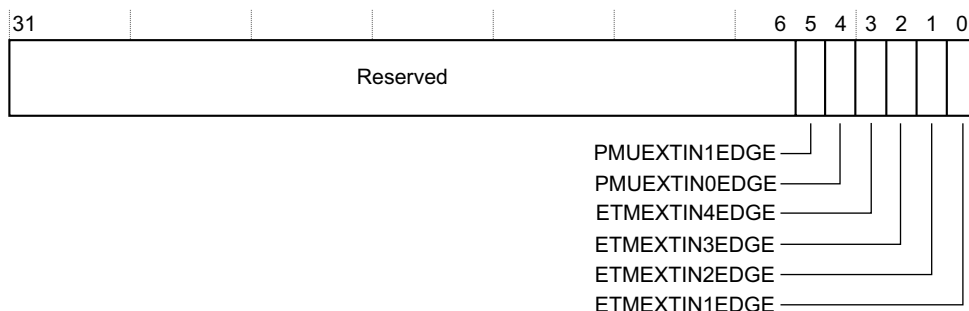 31 6 5 4 3 2 1 0
Reserved
PMUEXTIN1EDGE
PMUEXTIN0EDGE
ETMEXTIN4EDGE
ETMEXTIN3EDGE
ETMEXTIN2EDGE
ETMEXTIN1EDGE